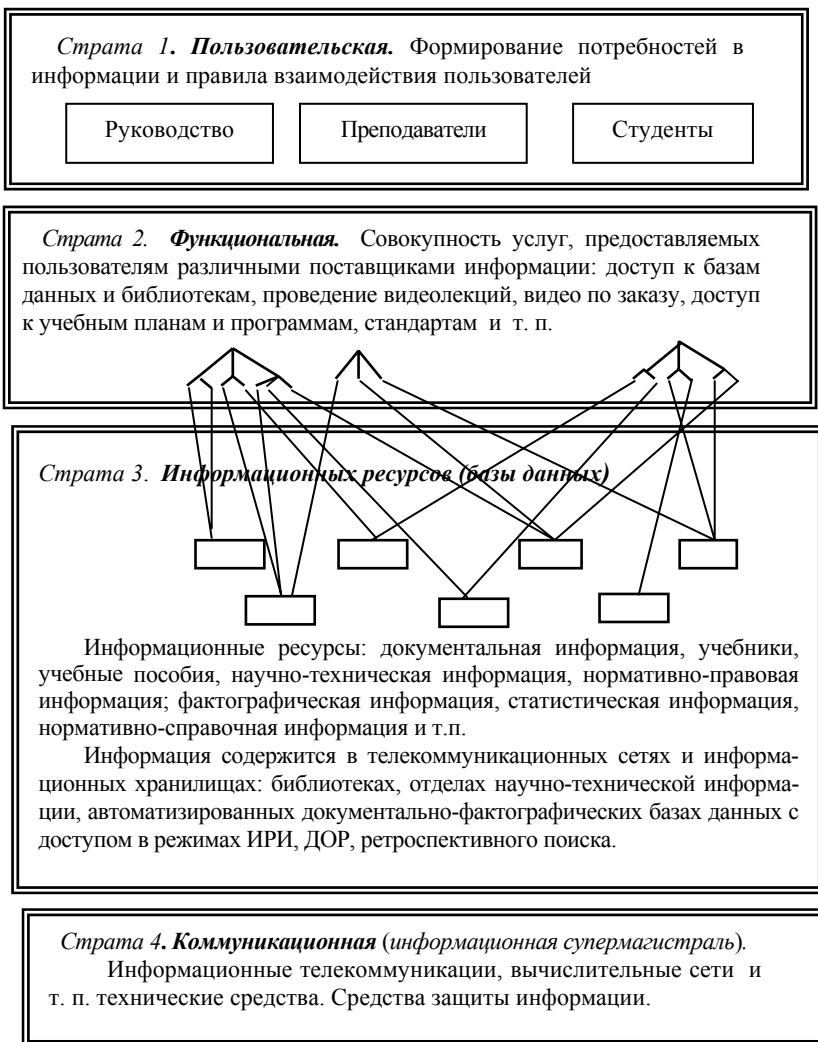 Страта 1. Пользовательская. Формирование потребностей в
информации и правила взаимодействия пользователей
Руководство
Преподаватели
Студенты
Страта 2. Функциональная. Совокупность услуг, предоставляемых
пользователям различными поставщиками информации: доступ к базам
данных и библиотекам, проведение видеолекций, видео по заказу, доступ
к учебным планам и программам, стандартам и т. п.
Страта 3. Информационных ресурсов (базы данных)
Информационные ресурсы: документальная информация, учебники,
учебные пособия, научно-техническая информация, нормативно-правовая
информация; фактографическая информация, статистическая информация,
нормативно-справочная информация и т.п.
Информация содержится в телекоммуникационных сетях и информа-
ционных хранилищах: библиотеках, отделах научно-технической информа-
ции, автоматизированных документально-фактографических базах данных с
доступом в режимах ИРИ, ДОР, ретроспективного поиска.
Страта 4. Коммуникационная (информационная супермагистраль).
Информационные телекоммуникации, вычислительные сети и
т. п. технические средства. Средства защиты информации.